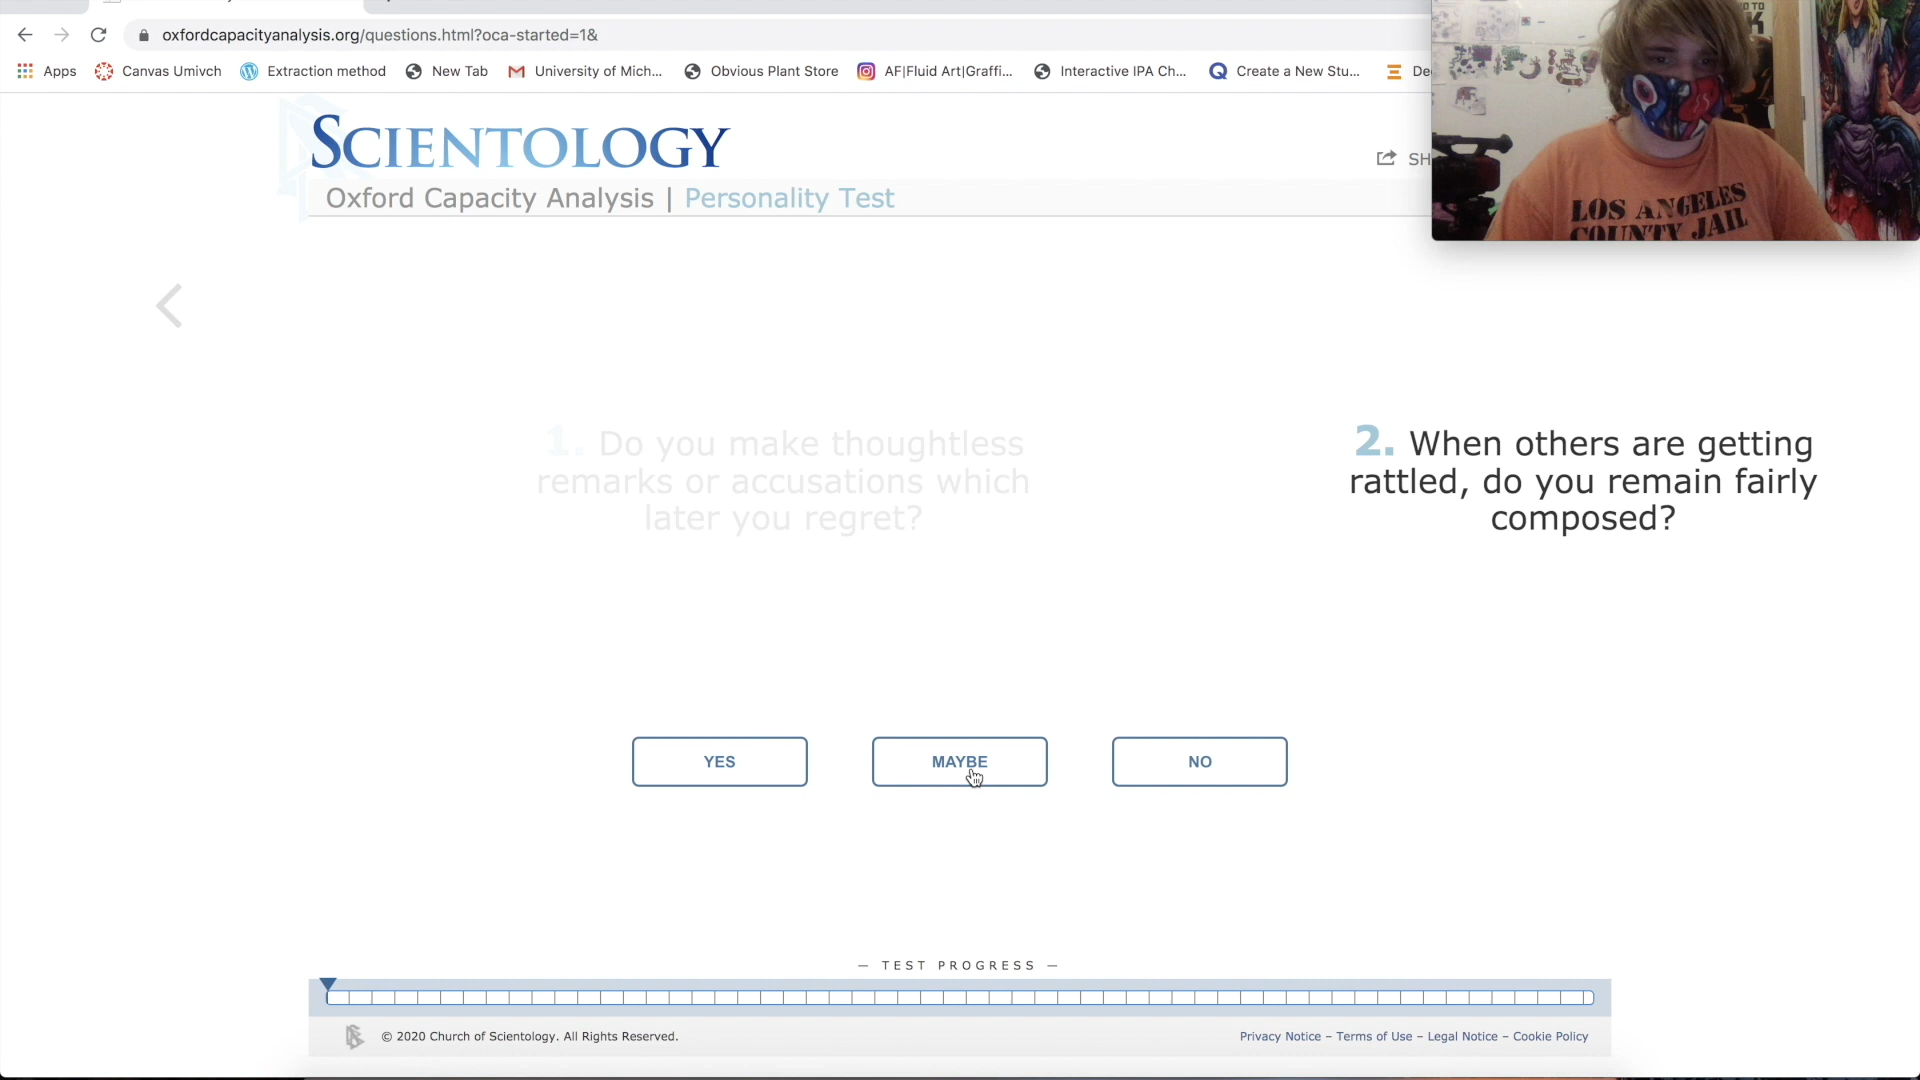 oxfordcapacityanalysis.org/questions.html?oca-started=1&
Apps Canvas Umivch Extraction method New Tab University of Mich... Obvious Plant Store AF|Fluid Art|Graffi... Interactive IPA Ch... Create a New Stu... De
SCIENTOLOGY
SH
Oxford Capacity Analysis | Personality Test
LOS ANGELES
COUNTY JAIL
1. Do you make thoughtless
remarks or accusations which
later you regret?
2. When others are getting
rattled, do you remain fairly
composed?
YES
MAYBE
NO
— TEST PROGRESS —
© 2020 Church of Scientology. All Rights Reserved.
Privacy Notice – Terms of Use – Legal Notice – Cookie Policy